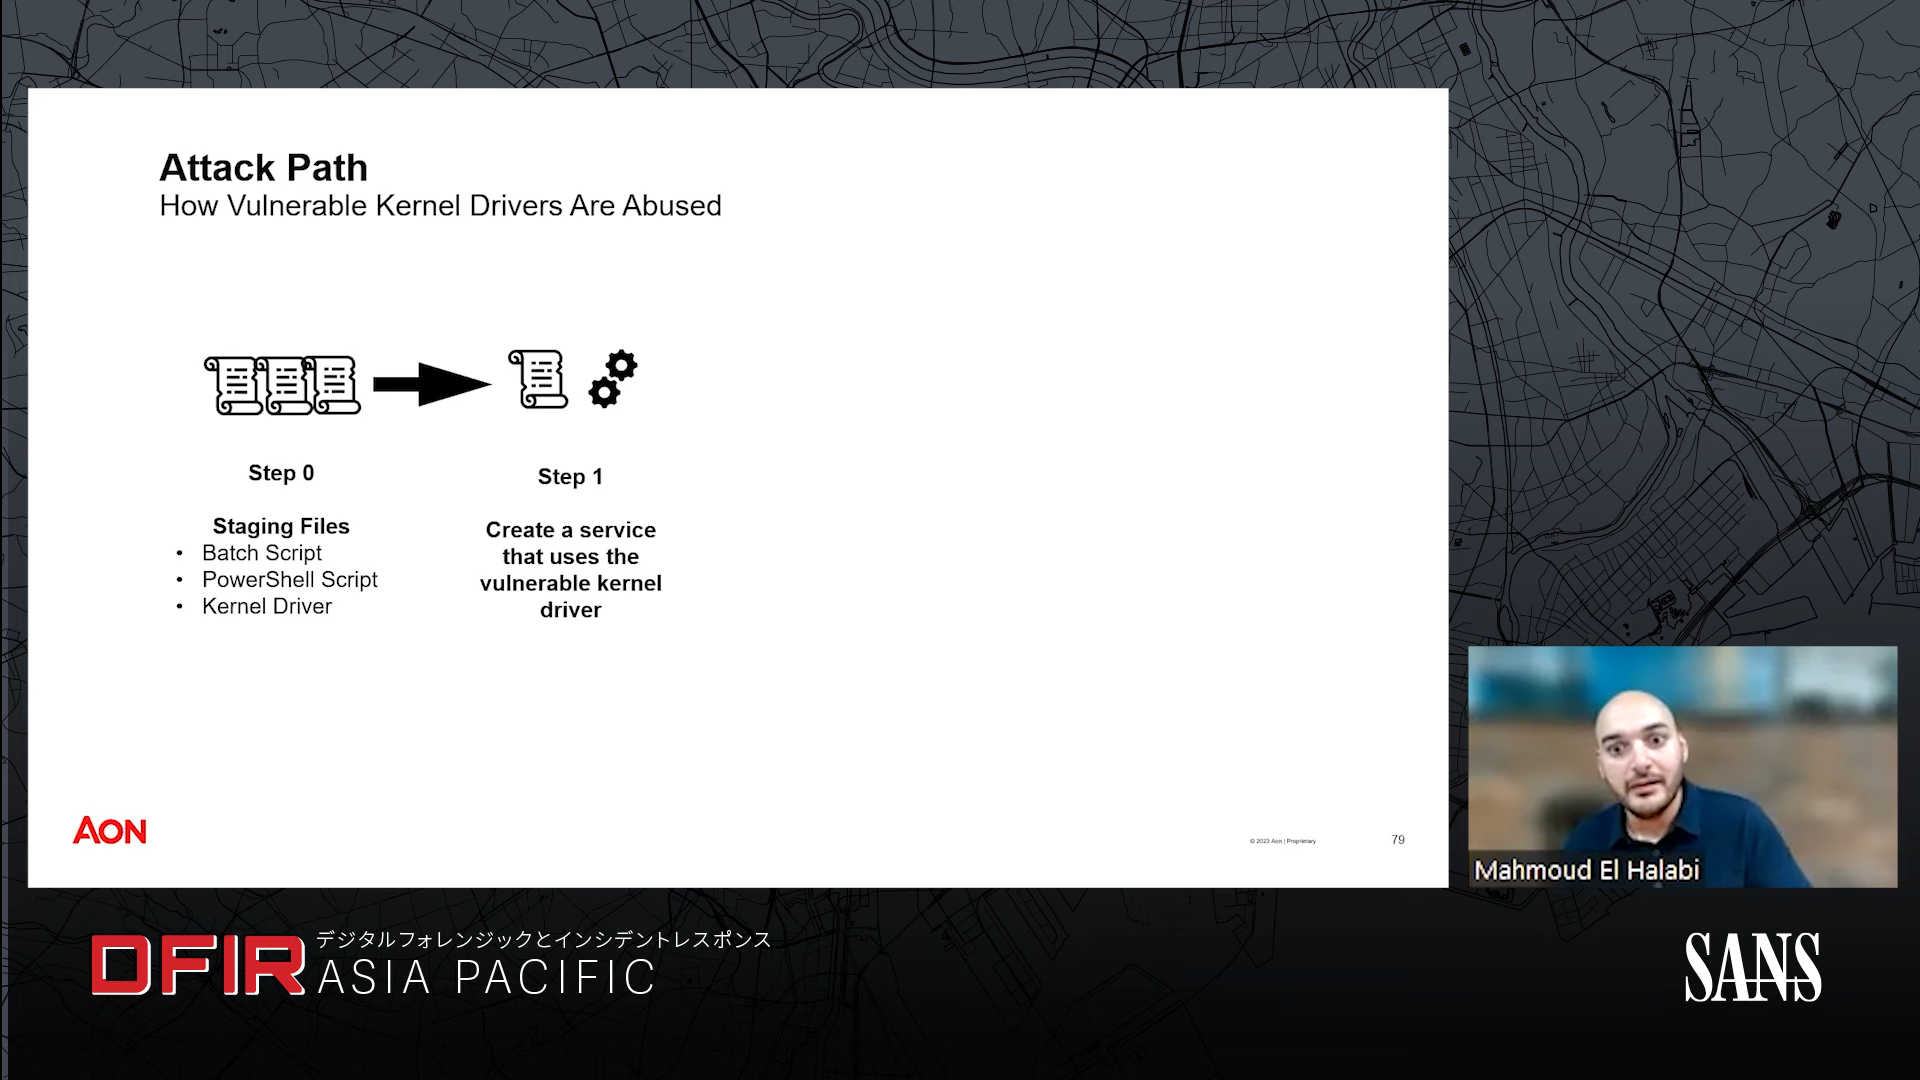 Attack Path
How Vulnerable Kernel Drivers Are Abused
Step 0
Staging Files
• Batch Script
• PowerShell Script
• Kernel Driver
Step 1
Create a service
that uses the
vulnerable kernel
driver
AON
© 2023 Aon | Proprietary
79
Mahmoud El Halabi
DFIR
デジタルフォレンジックとインシデントレスポンス
ASIA PACIFIC
SANS